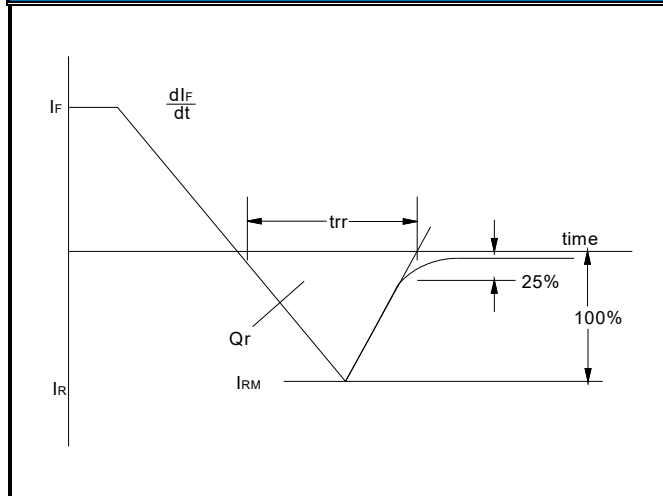 IF
dIF
dt
trr
time
25%
100%
Qr
IRM
IR